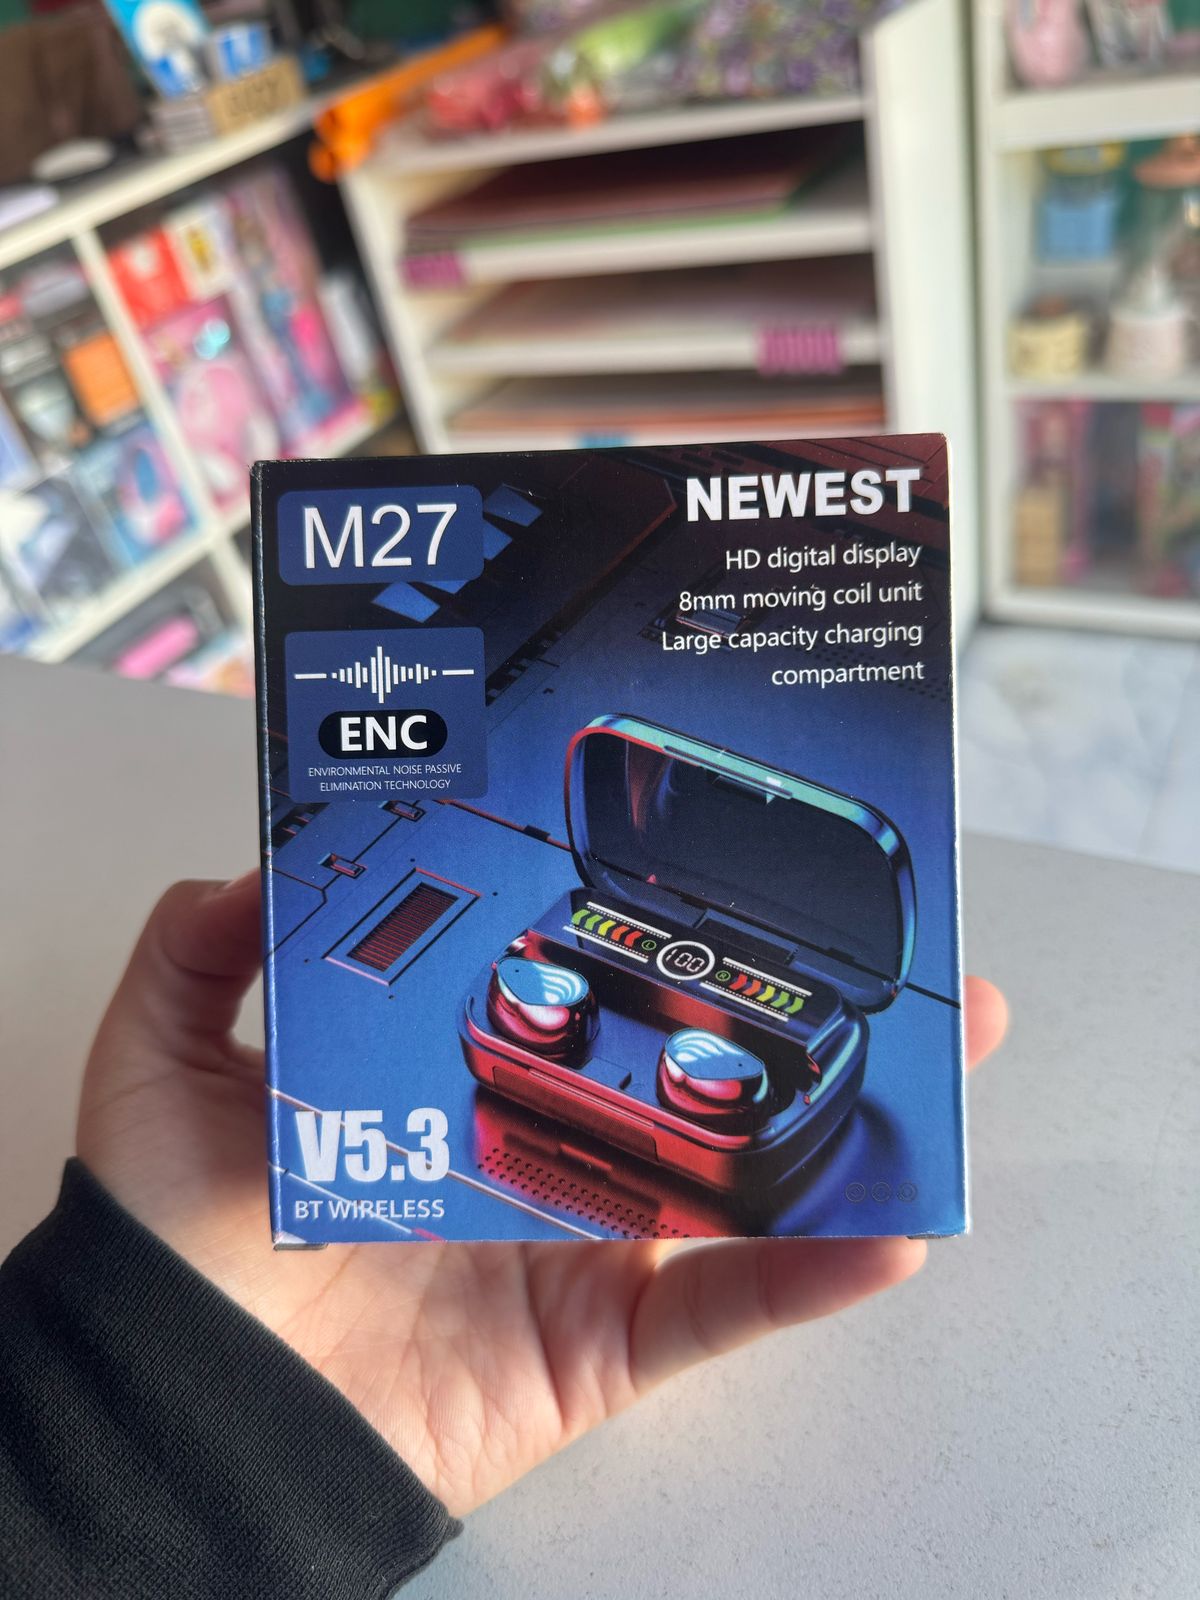 M27
NEWEST
HD digital display
8mm moving coil unit
Large capacity charging
compartment
ENC
ENVIRONMENTAL NOISE PASSIVE
ELIMINATION TECHNOLOGY
L
100
R
V5.3
BT WIRELESS